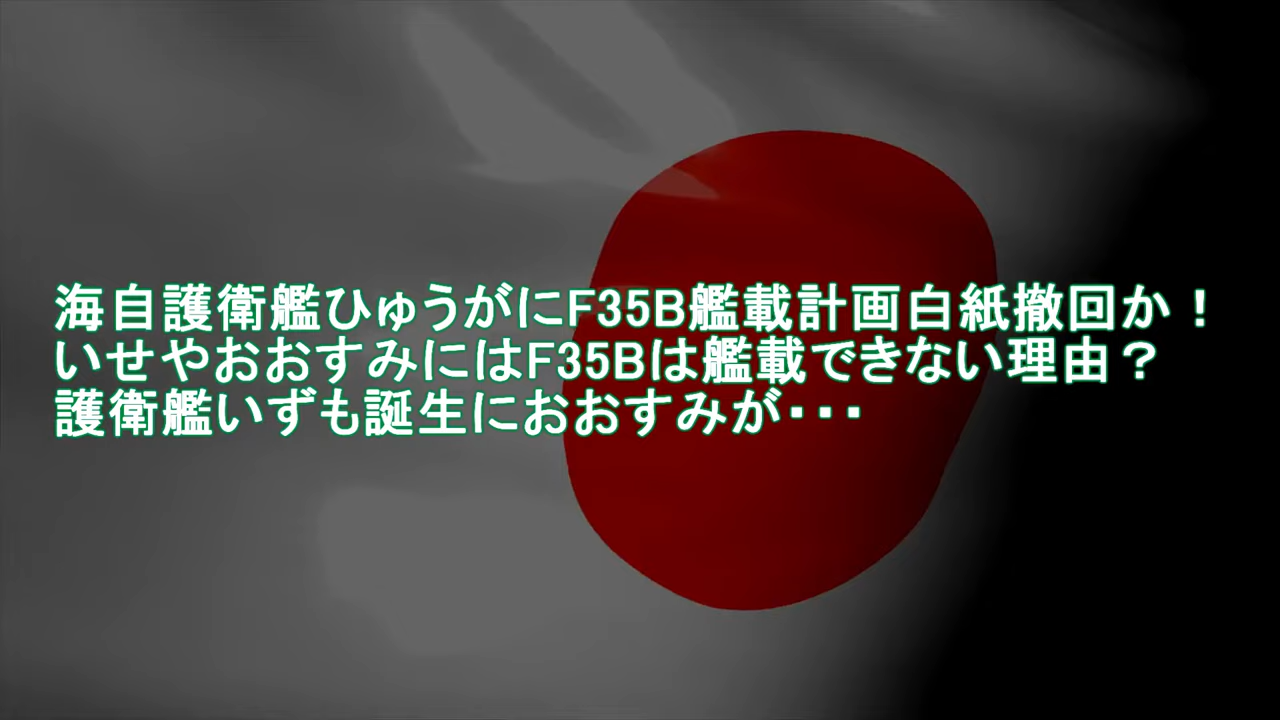 海自護衛艦ひゅうがにF35B艦載計画白紙撤回か！
いせやおおすみにはF35Bは艦載できない理由？
護衛艦いずも誕生におおすみが・・・